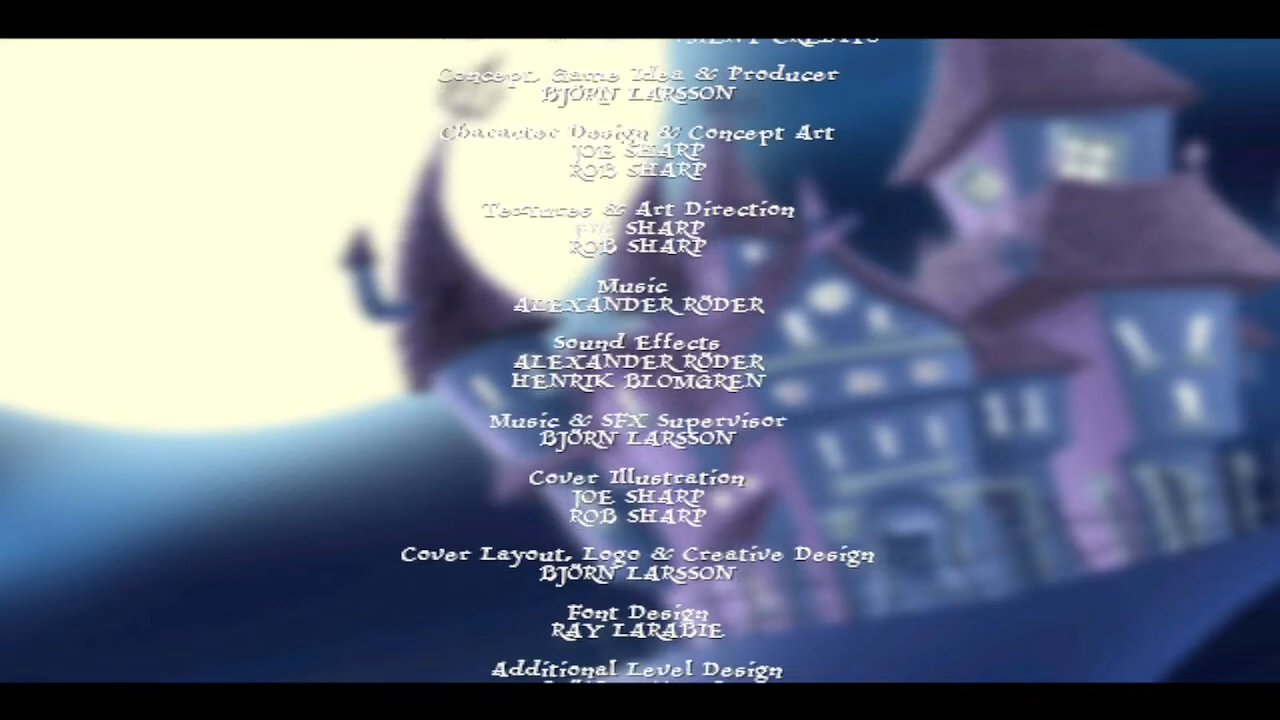 Concept, Game Idea & Producer
BJÖRN LARSSON
Character Design & Concept Art
JOE SHARP
ROB SHARP
Textures & Art Direction
JOE SHARP
ROB SHARP
Music
ALEXANDER RÖDER
Sound Effects
ALEXANDER RÖDER
HENRIK BLOMGREN
Music & SFX Supervisor
BJÖRN LARSSON
Cover Illustration
JOE SHARP
ROB SHARP
Cover Layout, Logo & Creative Design
BJÖRN LARSSON
Font Design
RAY LARABIE
Additional Level Design